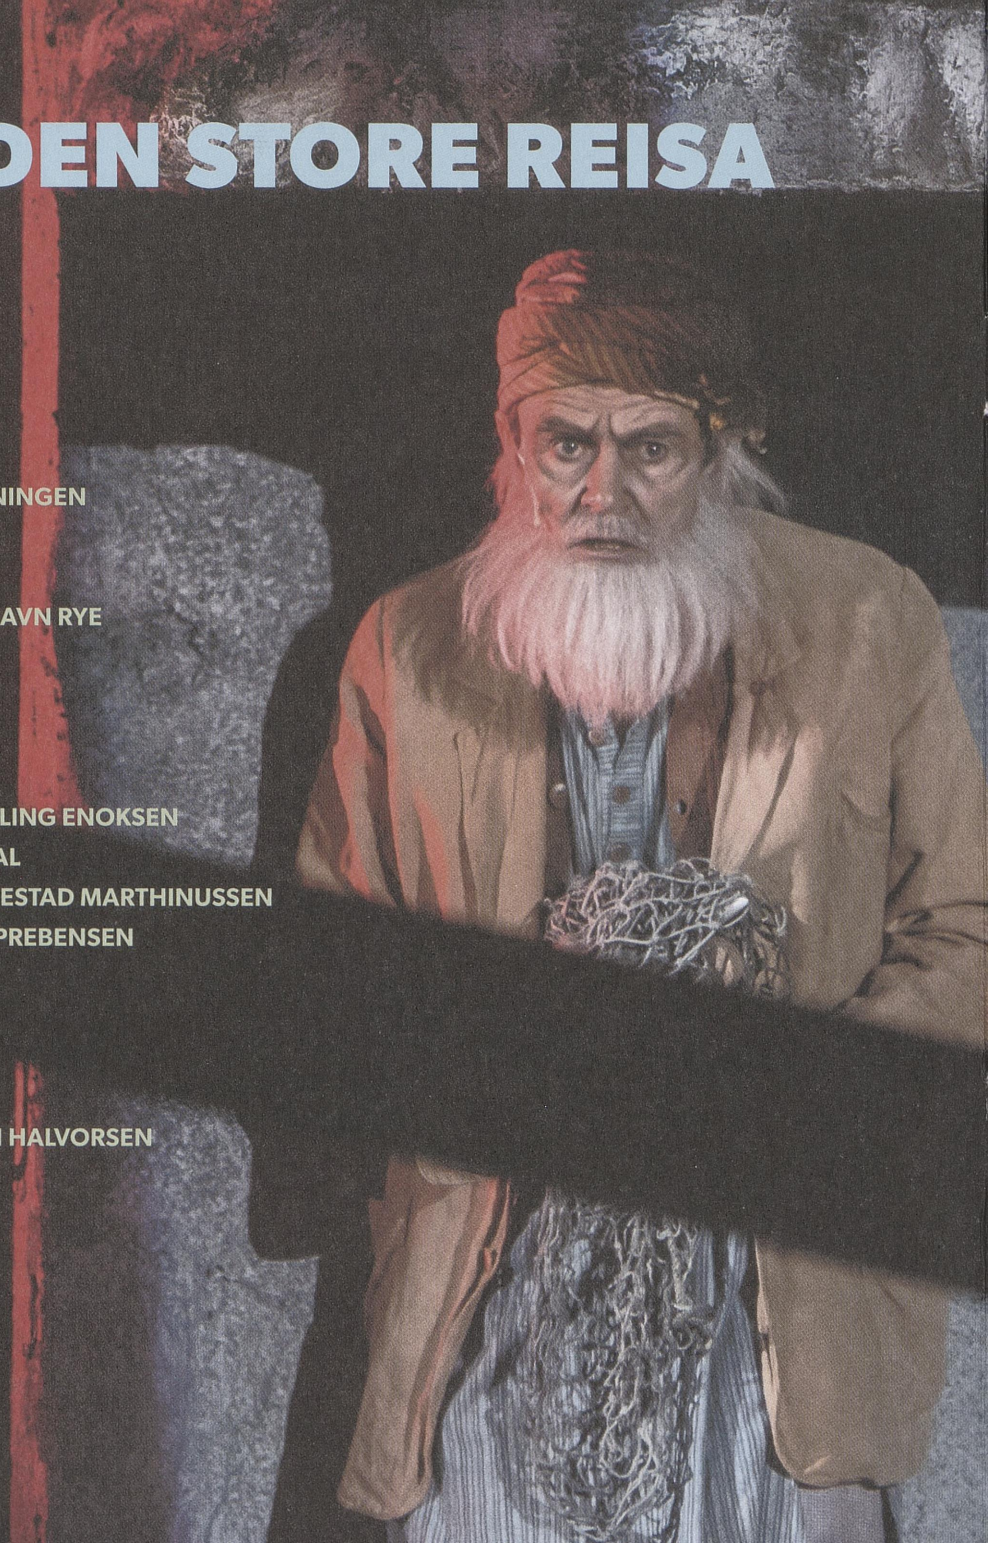 DEN STORE REISA
NINGEN
AVN RYE
LING ENOKSEN
AL
ESTAD MARTHINUSSEN
PREBENSEN
HALVORSEN